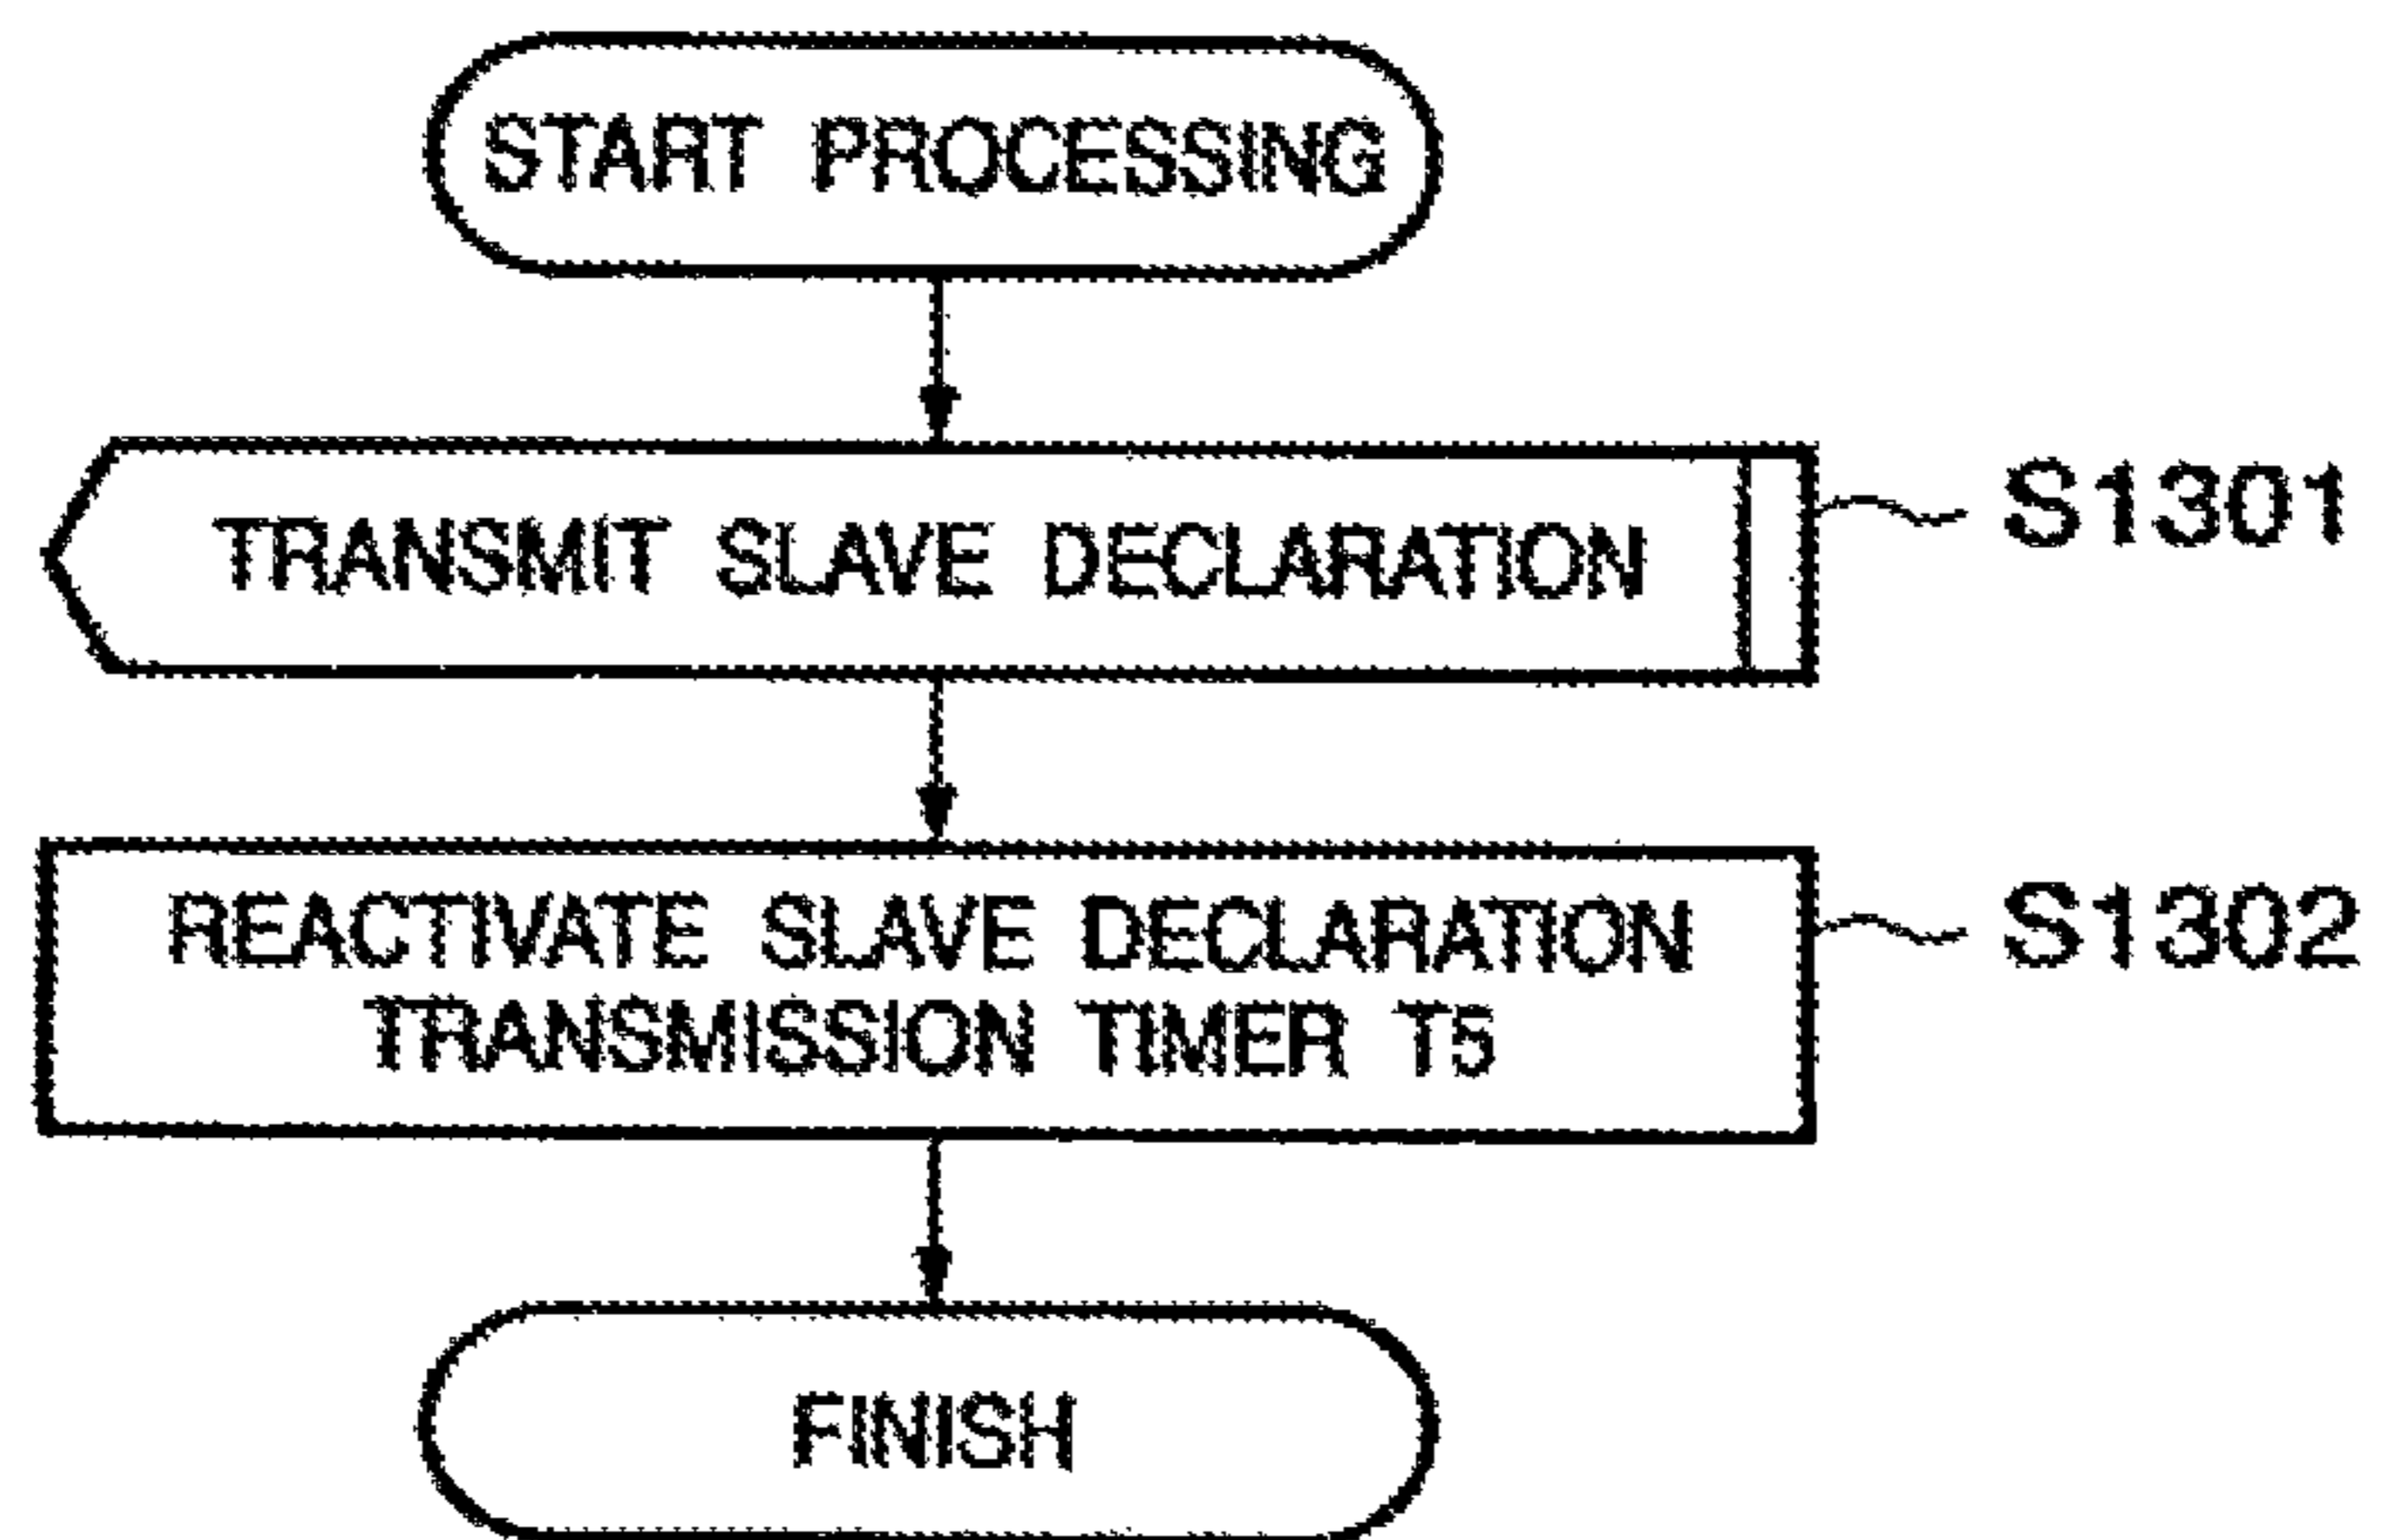 START PROCESSING
TRANSMIT SLAVE DECLARATION
S1301
REACTIVATE SLAVE DECLARATION
TRANSMISSION TIMER T5
S1302
FINISH